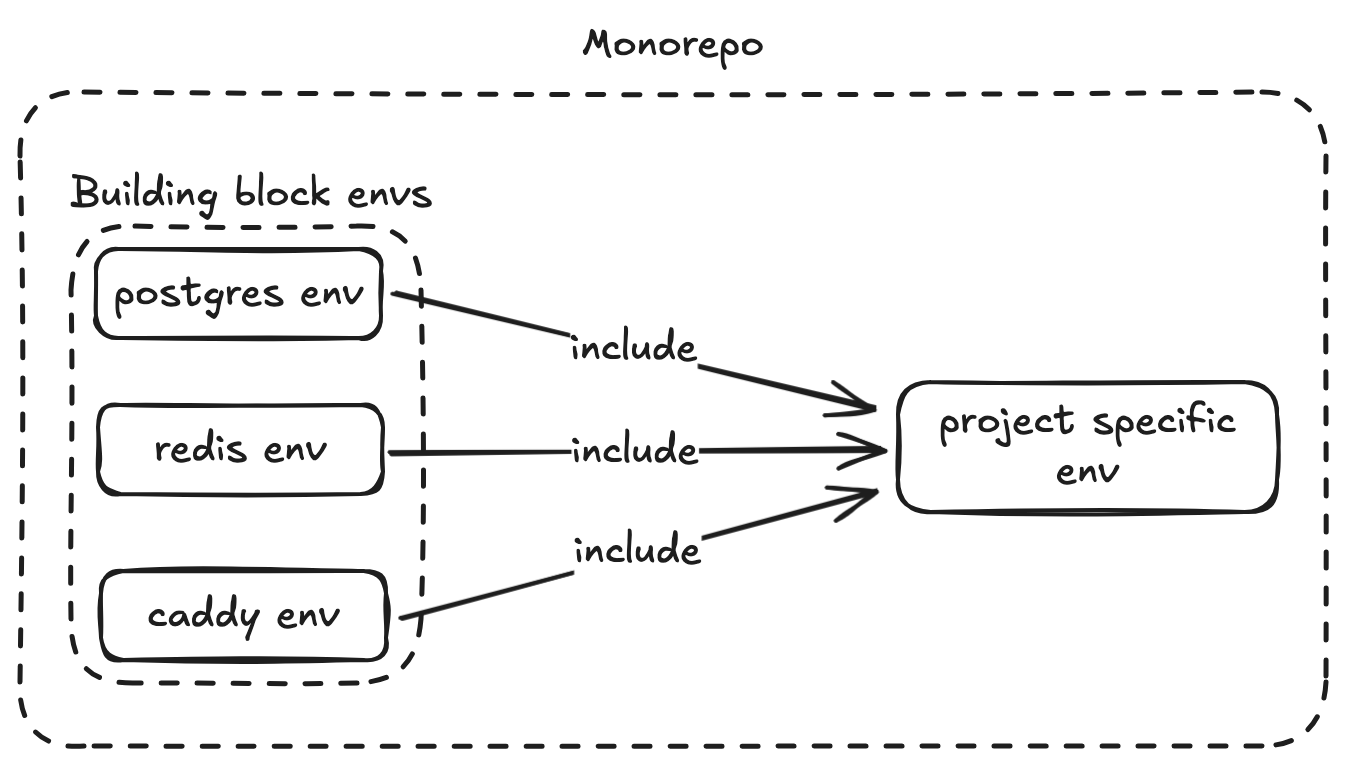 Monorepo
Building block envs
postgres env
include
redis env
include
project specific
env
include
caddy env